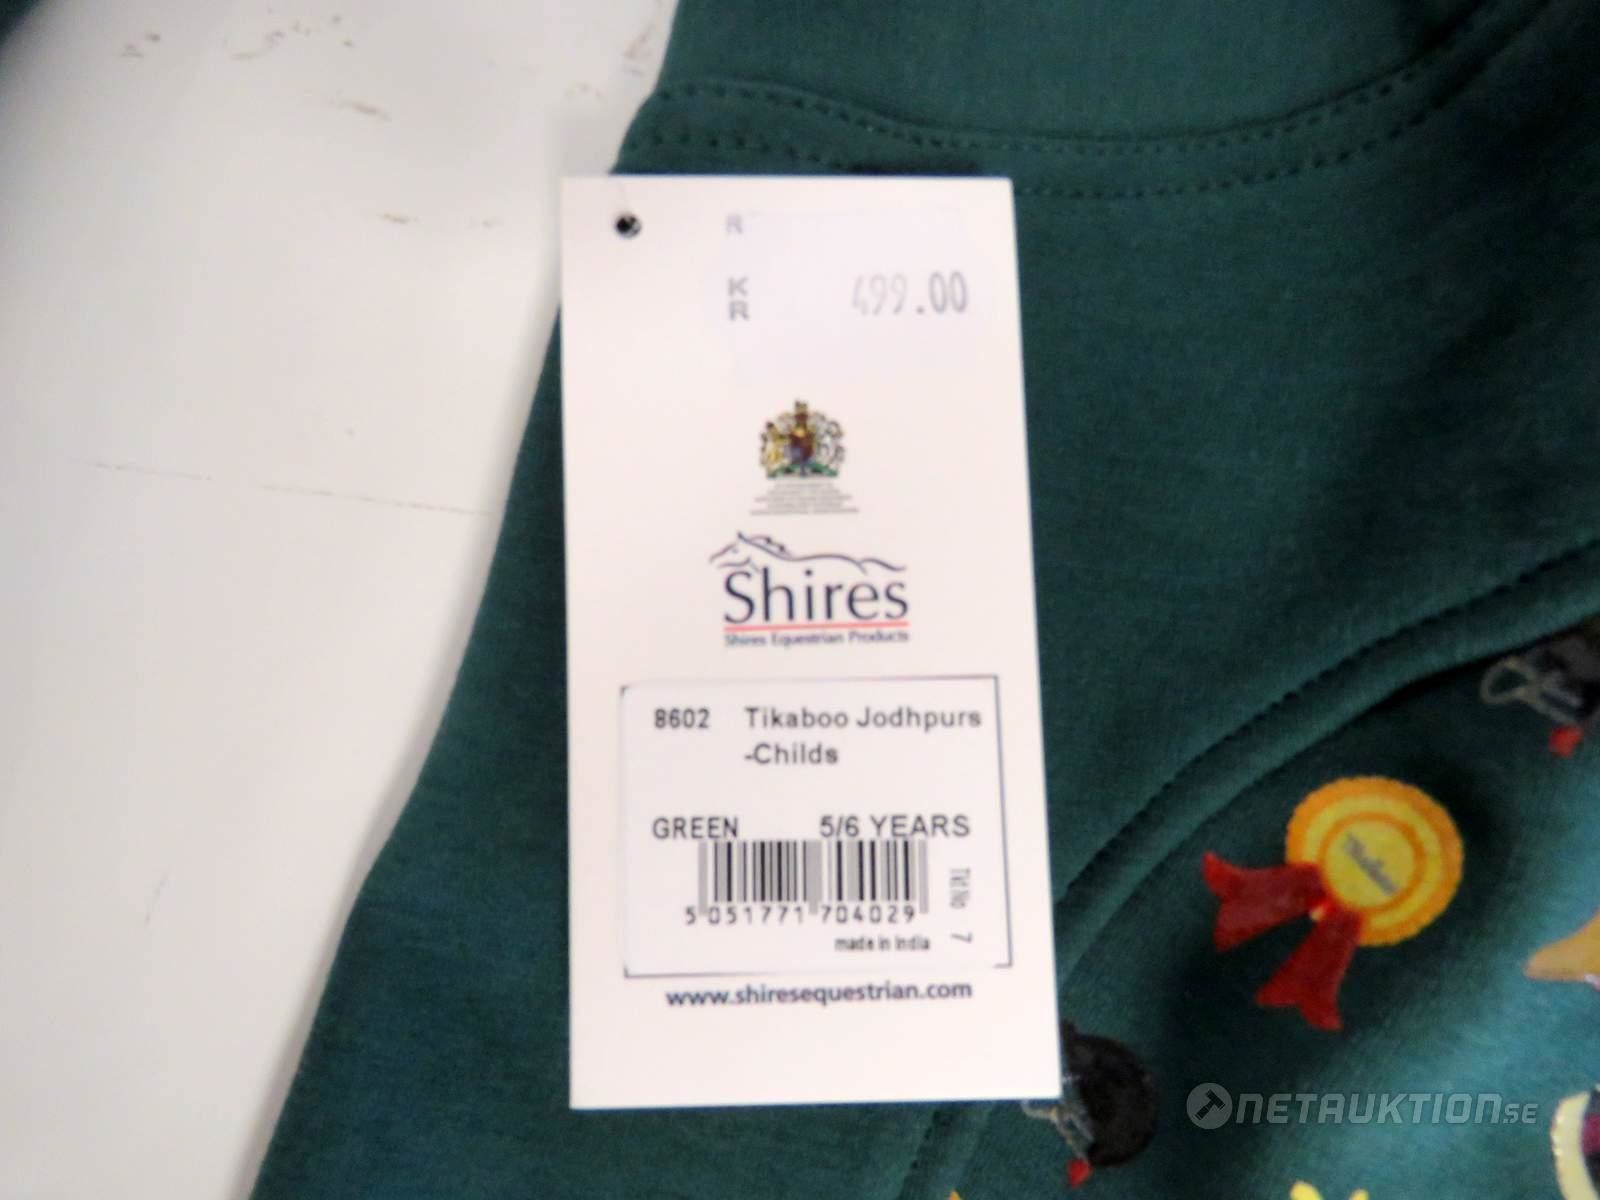 R
KR 499.00
Shires
Shires Equestrian Products
8602 Tikaboo Jodhpurs
-Childs
GREEN 5/6 YEARS
5 051771 704029
Tkt No 7
made in India
www.shiresequestrian.com
NETAUKTION.SE